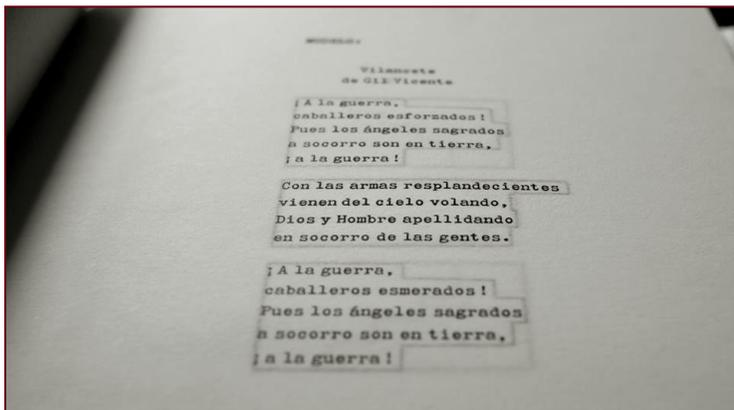 MODELO:
Vilancete
de Gil Vicente
¡A la guerra,
caballeros esforzados!
Pues los ángeles sagrados
a socorro son en tierra,
¡a la guerra!
Con las armas resplandecientes
vienen del cielo volando,
Dios y Hombre apellidando
en socorro de las gentes.
¡A la guerra,
caballeros esmerados!
Pues los ángeles sagrados
a socorro son en tierra,
¡a la guerra!